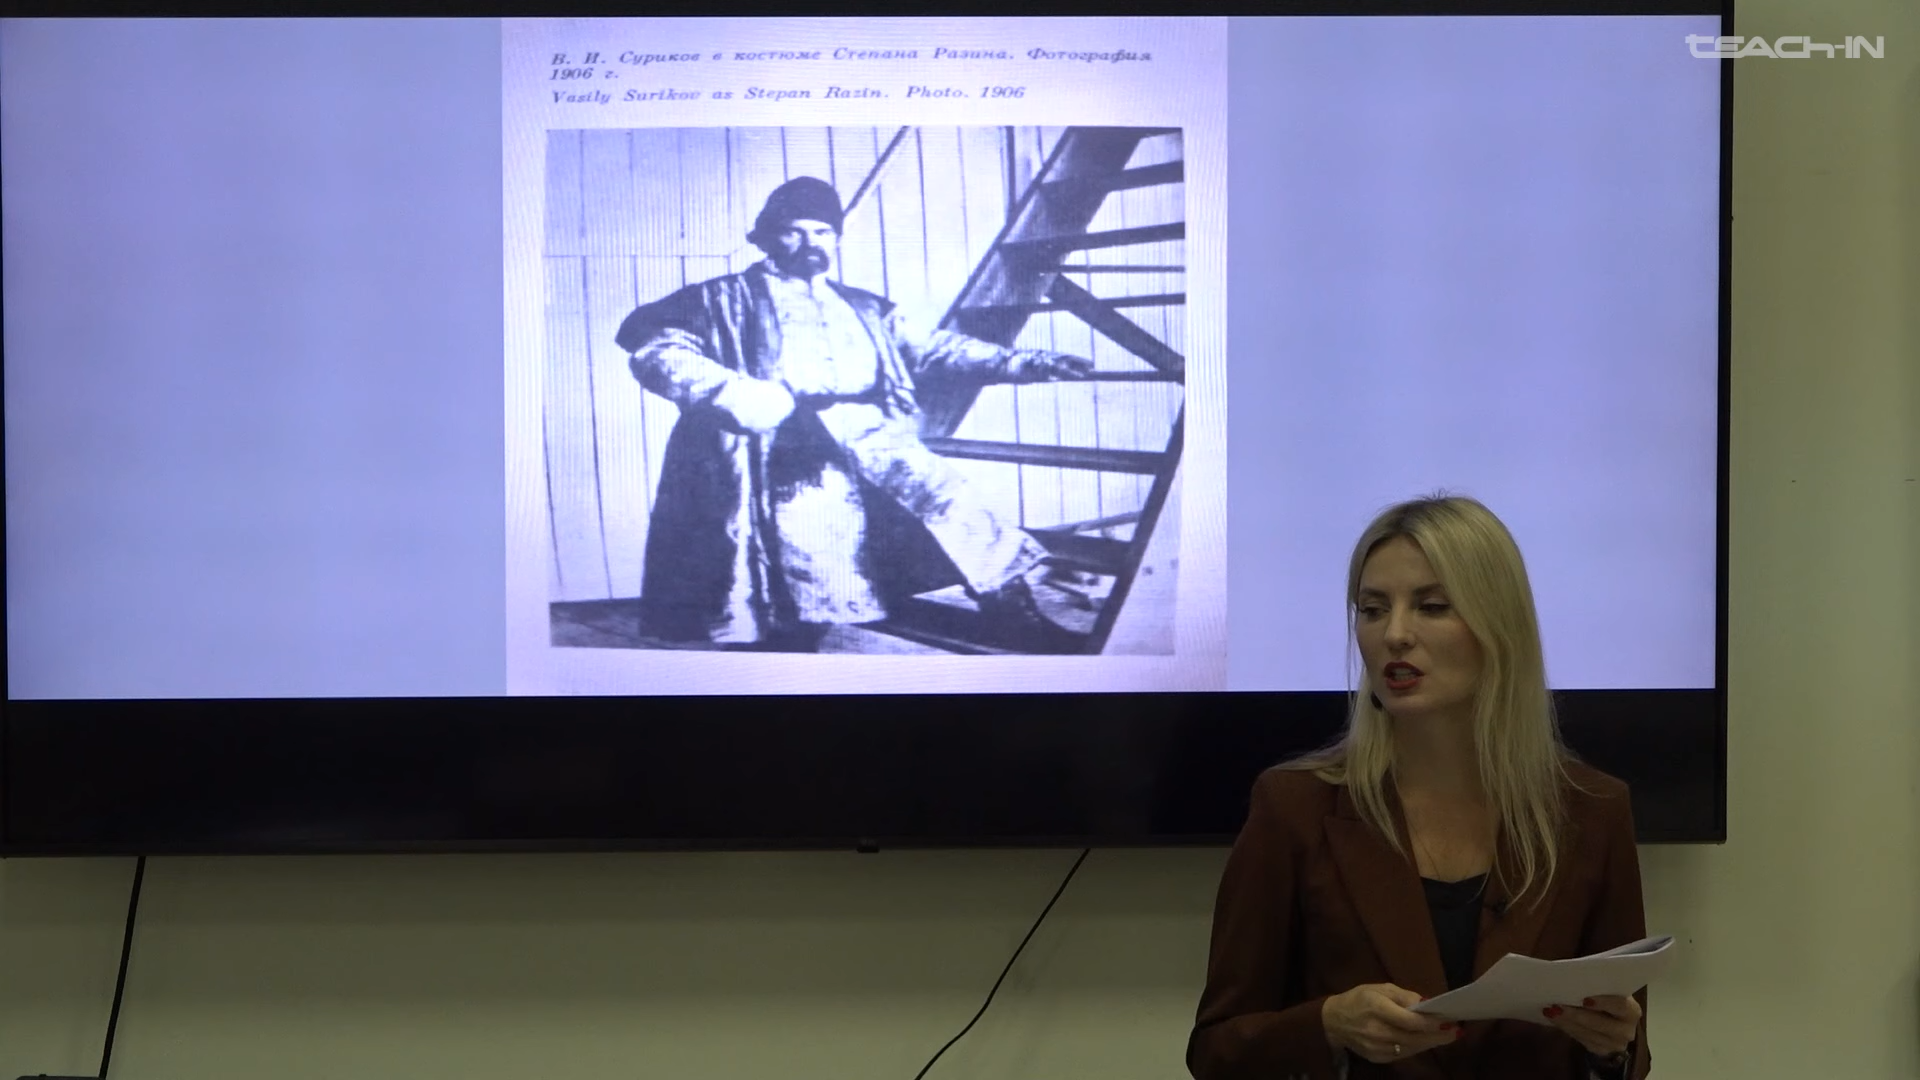 TEACH-IN
В. И. Суриков в костюме Степана Разина. Фотография
1906 г.
Vasily Surikov as Stepan Razin. Photo. 1906